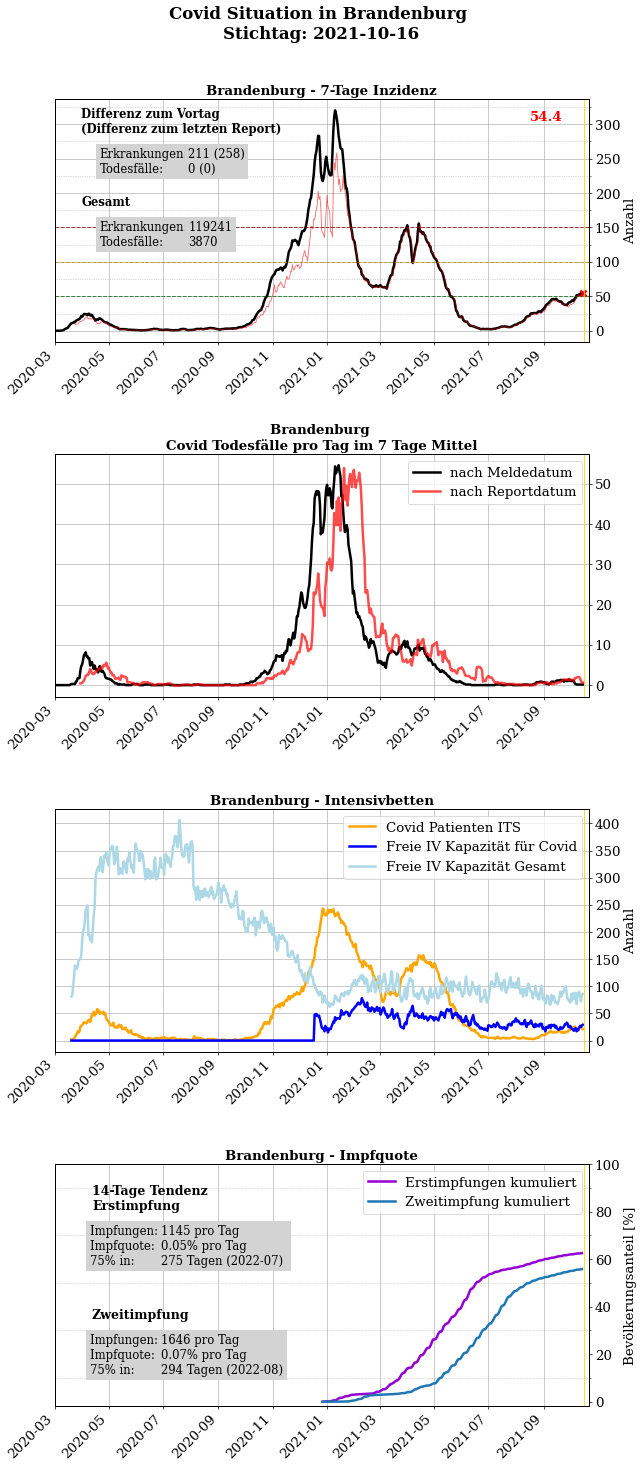 Covid Situation in Brandenburg
Stichtag: 2021-10-16
Brandenburg - 7-Tage Inzidenz
Differenz zum Vortag
(Differenz zum letzten Report)
Erkrankungen 211 (258)
Todesfälle: 0 (0)
Gesamt
Erkrankungen 119241
Todesfälle: 3870
54.4
300
250
200
150
100
50
0
Anzahl
2020-03
2020-05
2020-07
2020-09
2020-11
2021-01
2021-03
2021-05
2021-07
2021-09
Brandenburg
Covid Todesfälle pro Tag im 7 Tage Mittel
nach Meldedatum
nach Reportdatum
50
40
30
20
10
0
2020-03
2020-05
2020-07
2020-09
2020-11
2021-01
2021-03
2021-05
2021-07
2021-09
Brandenburg - Intensivbetten
Covid Patienten ITS
Freie IV Kapazität für Covid
Freie IV Kapazität Gesamt
400
350
300
250
200
150
100
50
0
Anzahl
2020-03
2020-05
2020-07
2020-09
2020-11
2021-01
2021-03
2021-05
2021-07
2021-09
Brandenburg - Impfquote
14-Tage Tendenz
Erstimpfung
Impfungen: 1145 pro Tag
Impfquote: 0.05% pro Tag
75% in: 275 Tagen (2022-07)
Zweitimpfung
Impfungen: 1646 pro Tag
Impfquote: 0.07% pro Tag
75% in: 294 Tagen (2022-08)
Erstimpfungen kumuliert
Zweitimpfung kumuliert
100
80
60
40
20
0
Bevölkerungsanteil [%]
2020-03
2020-05
2020-07
2020-09
2020-11
2021-01
2021-03
2021-05
2021-07
2021-09